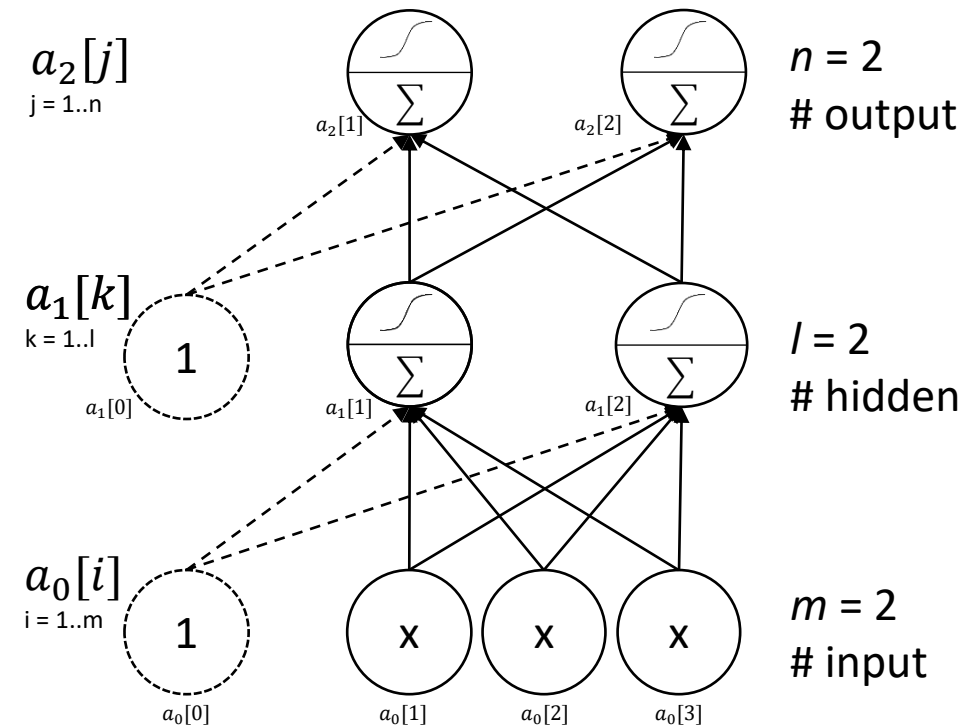 a₂[j]
j = 1..n
∑
a₂[1]
∑
a₂[2]
n = 2
# output
a₁[k]
k = 1..l
1
a₁[0]
∑
a₁[1]
∑
a₁[2]
l = 2
# hidden
a₀[i]
i = 1..m
1
x
x
x
m = 2
# input
a₀[0]
a₀[1]
a₀[2]
a₀[3]